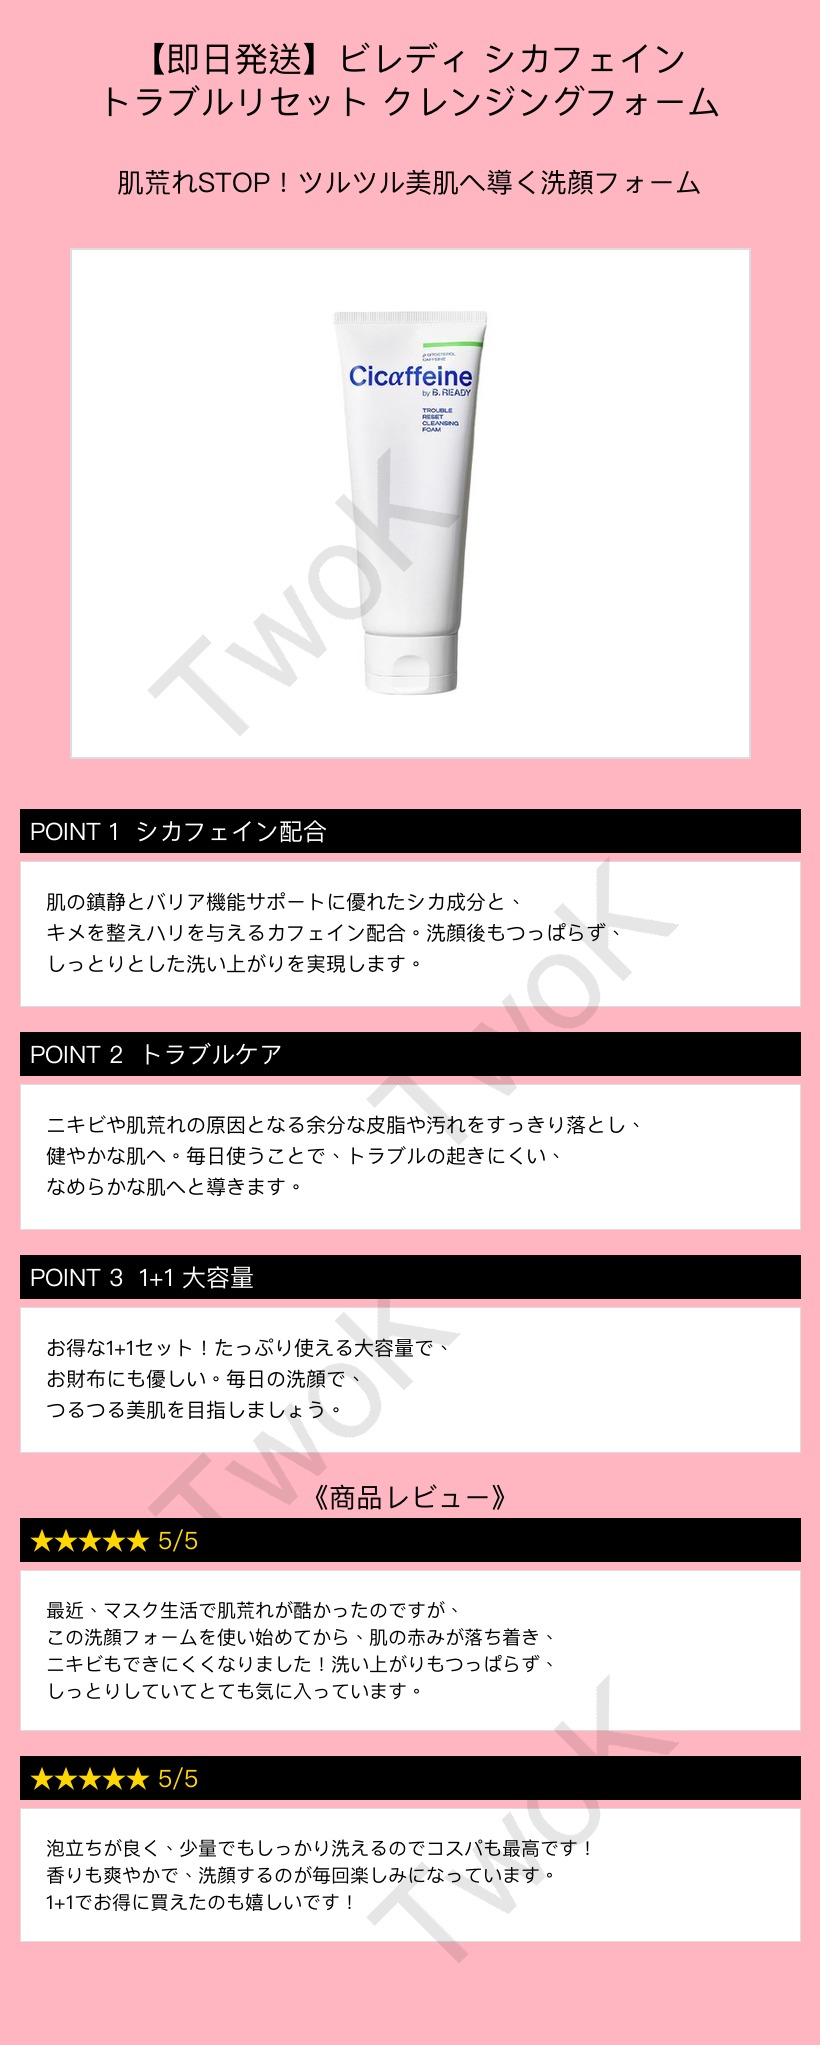 【即日発送】ビレディ シカフェイン
トラブルリセット クレンジングフォーム
肌荒れSTOP！ツルツル美肌へ導く洗顔フォーム
β-SITOSTEROL
CAFFEINE
Cicαffeine
by B. READY
TROUBLE
RESET
CLEANSING
FOAM
TwoK
POINT 1 シカフェイン配合
肌の鎮静とバリア機能サポートに優れたシカ成分と、
キメを整えハリを与えるカフェイン配合。洗顔後もつっぱらず、
しっとりとした洗い上がりを実現します。
TwoK
POINT 2 トラブルケア
ニキビや肌荒れの原因となる余分な皮脂や汚れをすっきり落とし、
健やかな肌へ。毎日使うことで、トラブルの起きにくい、
なめらかな肌へと導きます。
POINT 3 1+1 大容量
お得な1+1セット！たっぷり使える大容量で、
お財布にも優しい。毎日の洗顔で、
つるつる美肌を目指しましょう。
TwoK
《商品レビュー》
★★★★★ 5/5
最近、マスク生活で肌荒れが酷かったのですが、
この洗顔フォームを使い始めてから、肌の赤みが落ち着き、
ニキビもできにくくなりました！洗い上がりもつっぱらず、
しっとりしていてとても気に入っています。
★★★★★ 5/5
泡立ちが良く、少量でもしっかり洗えるのでコスパも最高です！
香りも爽やかで、洗顔するのが毎回楽しみになっています。
1+1でお得に買えたのも嬉しいです！
TwoK